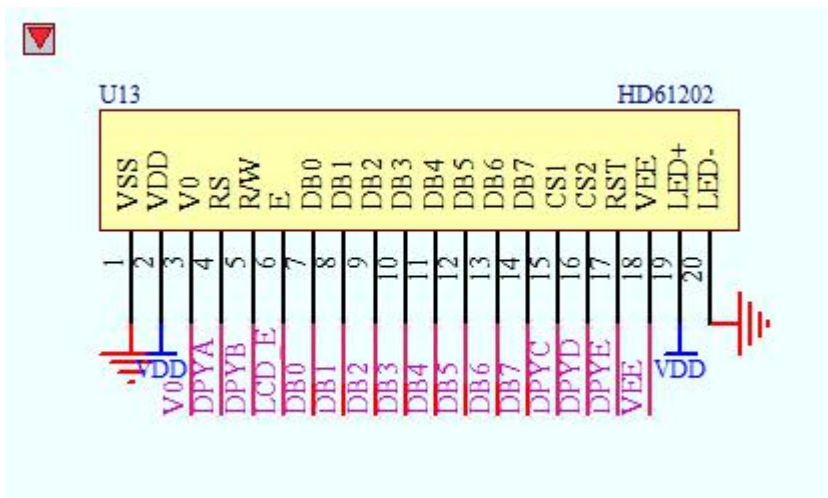 U13 HD61202
VSS VDD V0 RS R/W E DB0 DB1 DB2 DB3 DB4 DB5 DB6 DB7 CS1 CS2 RST VEE LED+ LED-
1 2 3 4 5 6 7 8 9 10 11 12 13 14 15 16 17 18 19 20
VDD V0 DPYA DPYB LCD_E DB0 DB1 DB2 DB3 DB4 DB5 DB6 DB7 DPYC DPYD DPYE VEE VDD